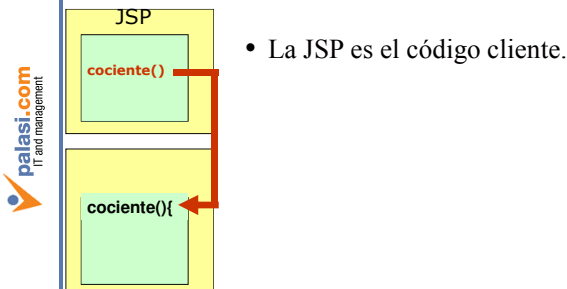 JSP
cociente()
• La JSP es el código cliente.
cociente(){
palasi.com
IT and management